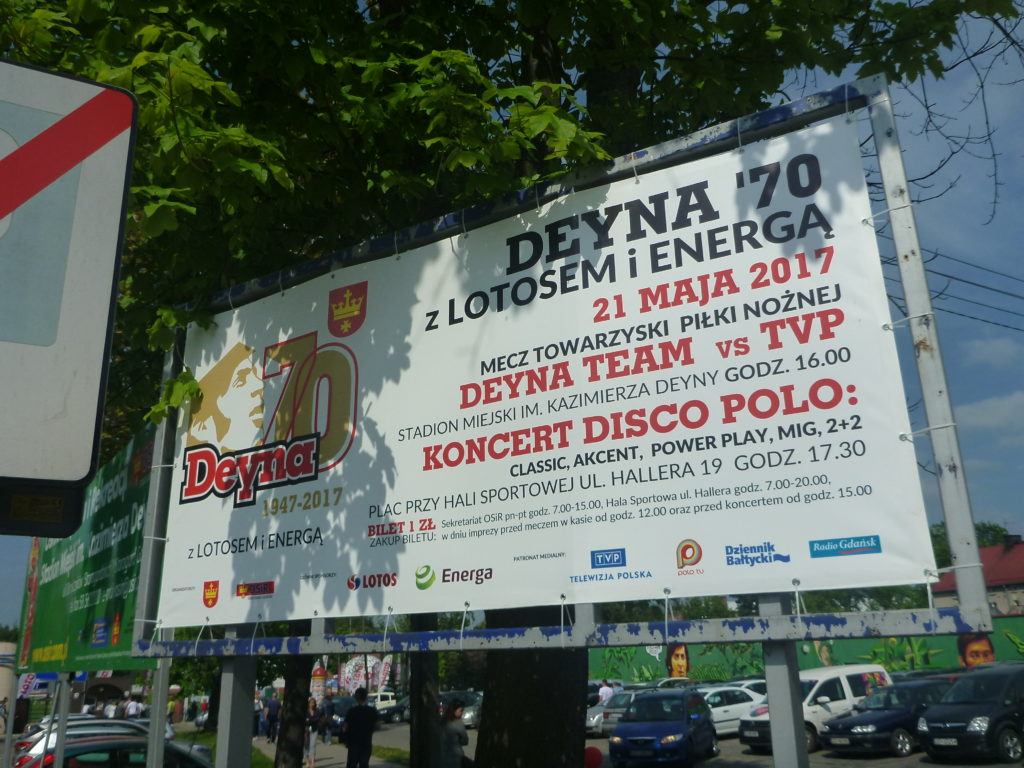 DEYNA '70
z LOTOSEM i ENERGĄ
21 MAJA 2017
MECZ TOWARZYSKI PIŁKI NOŻNEJ
DEYNA TEAM vs TVP
STADION MIEJSKI IM. KAZIMIERZA DEYNY GODZ. 16.00
KONCERT DISCO POLO:
CLASSIC, AKCENT, POWER PLAY, MIG, 2+2
PLAC PRZY HALI SPORTOWEJ UL. HALLERA 19 GODZ. 17.30
BILET 1 ZŁ
ZAKUP BILETU:
Sekretariat OSiR pn-pt godz. 7.00-15.00, Hala Sportowa ul. Hallera godz. 7.00-20.00,
w dniu imprezy przed meczem w kasie od godz. 12.00 oraz przed koncertem od godz. 15.00
70
Deyna
1947-2017
z LOTOSEM i ENERGĄ
OSiR
LOTOS
Energa
PATRONAT MEDIALNY:
TVP
TELEWIZJA POLSKA
POLO TV
Dziennik
Bałtycki
Radio Gdańsk